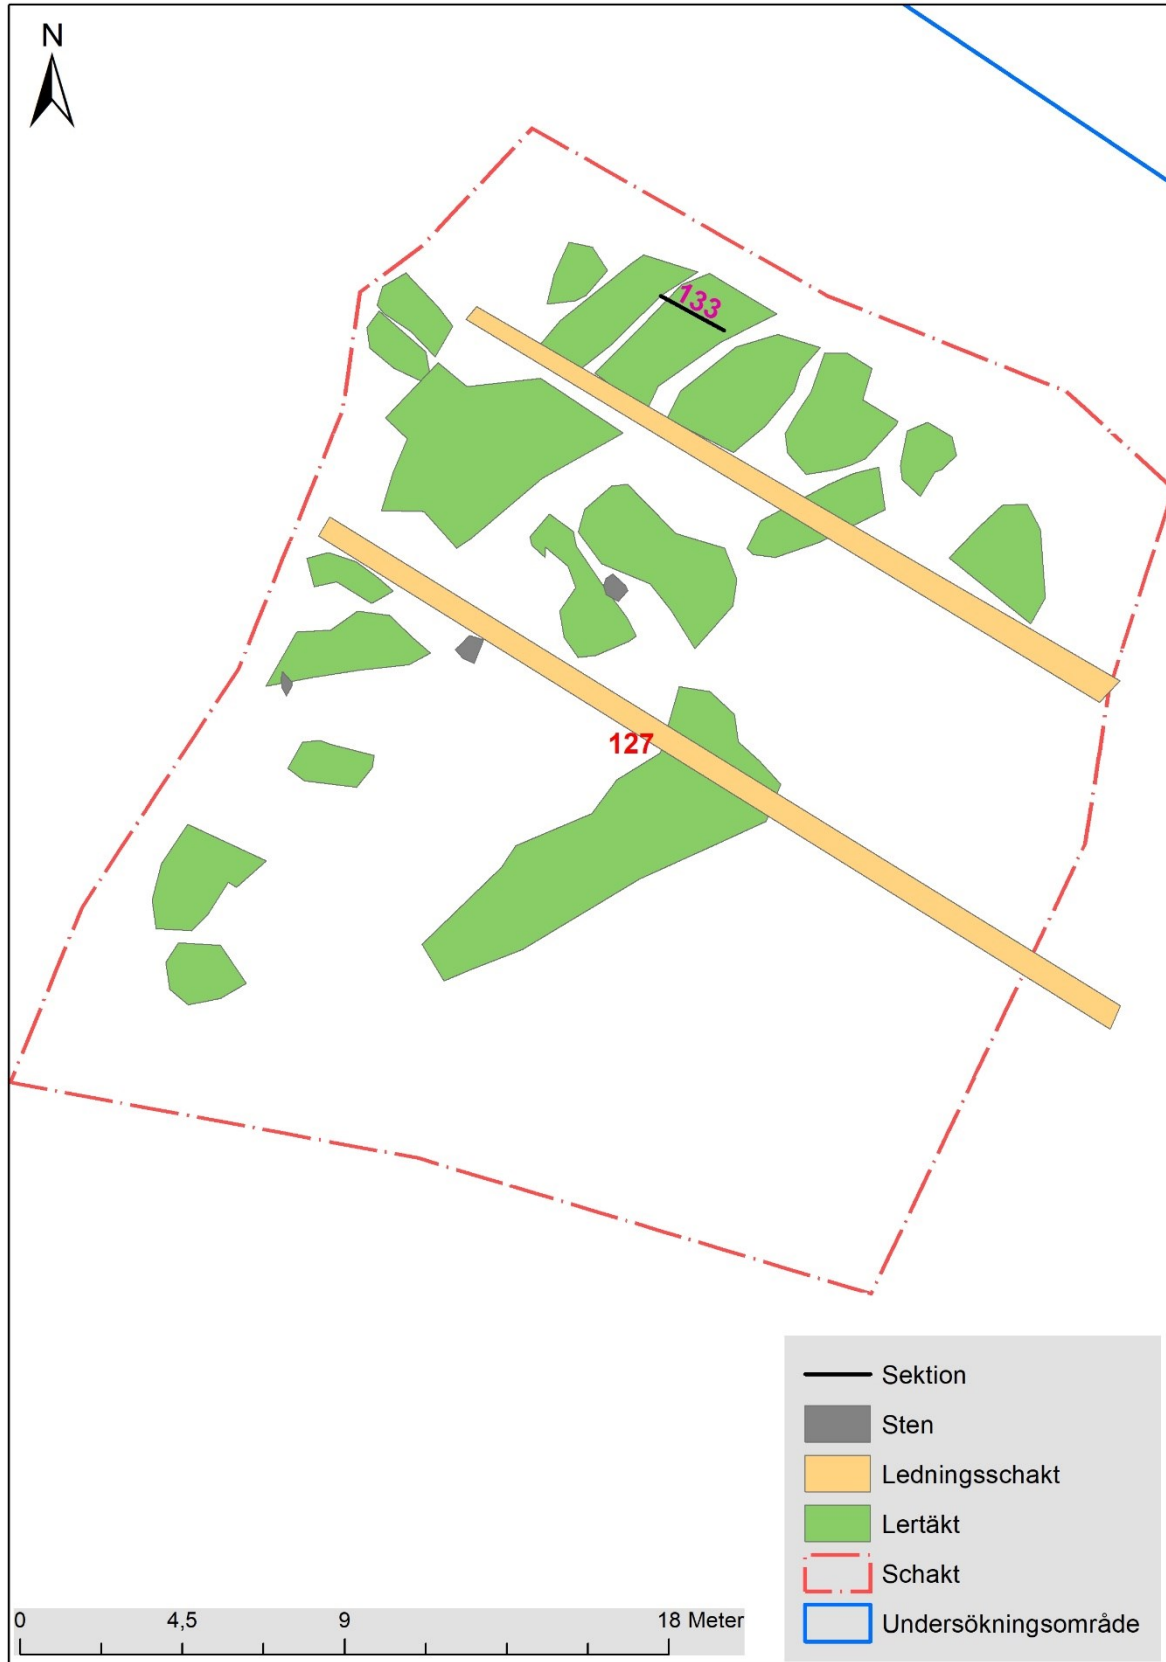 N
133
127
Sektion
Sten
Ledningsschakt
Lertäkt
Schakt
Undersökningsområde
0 4,5 9 18 Meter